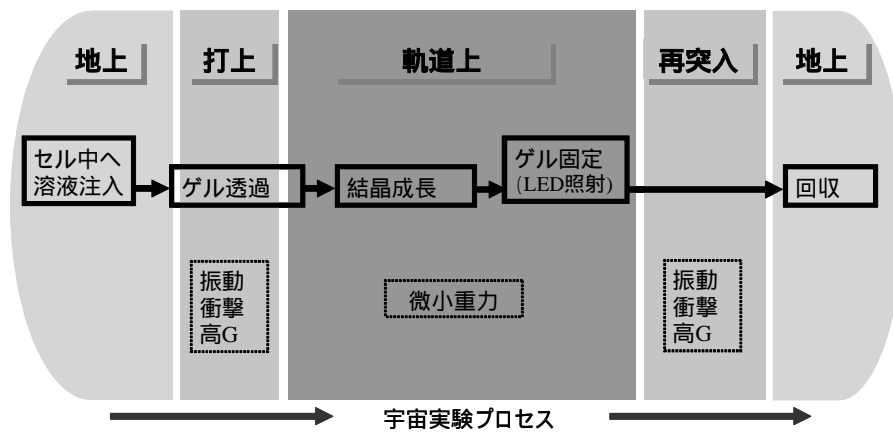 地上
打上
軌道上
再突入
地上
セル中へ
溶液注入
ゲル透過
結晶成長
ゲル固定
(LED照射)
回収
振動
衝撃
高G
微小重力
振動
衝撃
高G
宇宙実験プロセス